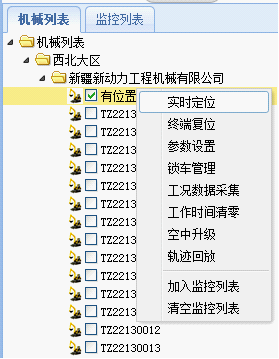 机械列表
监控列表
机械列表
西北大区
新疆新动力工程机械有限公司
有位置
TZ22130
TZ2213
TZ2213
TZ2213
TZ2213
TZ2213
TZ2213
TZ2213
TZ2213
TZ2213
TZ2213
TZ22130012
TZ22130013
实时定位
终端复位
参数设置
锁车管理
工况数据采集
工作时间清零
空中升级
轨迹回放
加入监控列表
清空监控列表